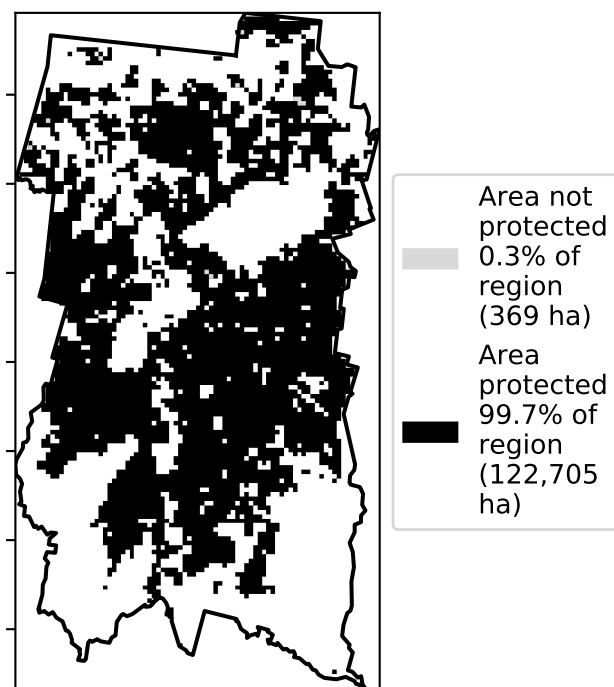 Area not
protected
0.3% of
region
(369 ha)
Area
protected
99.7% of
region
(122,705
ha)